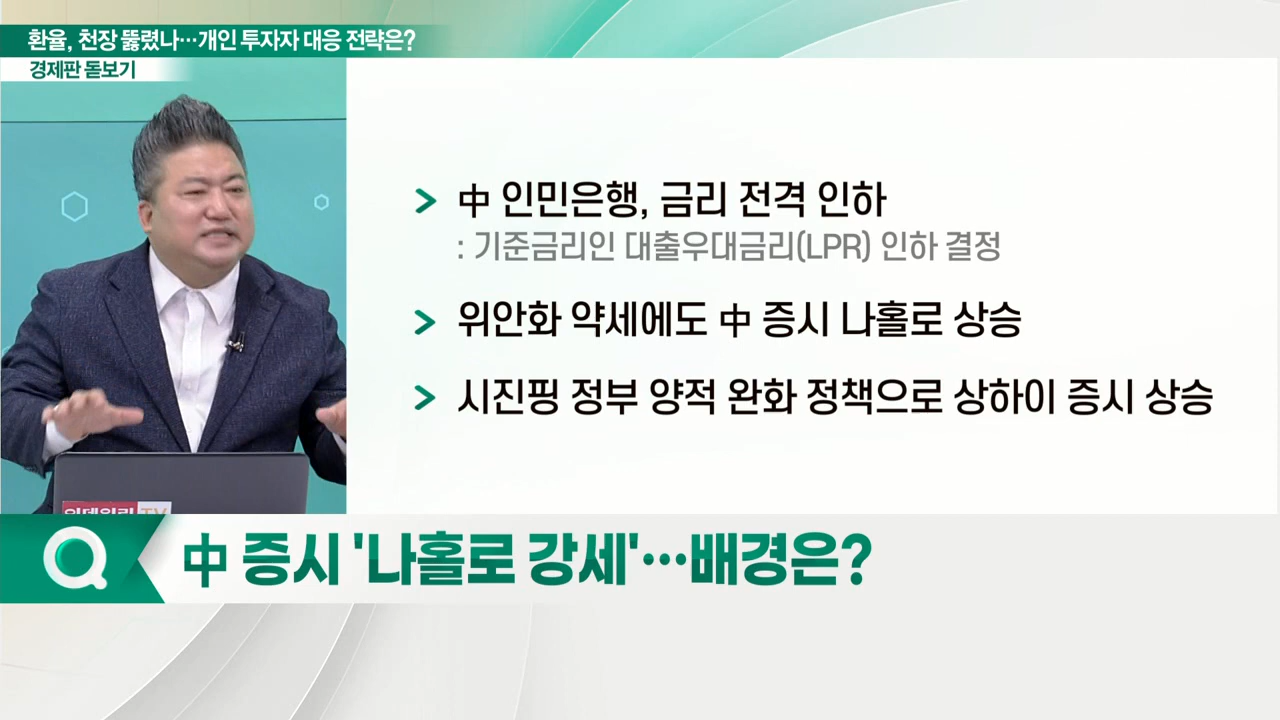 환율, 천장 뚫렸나…개인 투자자 대응 전략은?
경제판 돋보기
> 中 인민은행, 금리 전격 인하
: 기준금리인 대출우대금리(LPR) 인하 결정
> 위안화 약세에도 中 증시 나홀로 상승
> 시진핑 정부 양적 완화 정책으로 상하이 증시 상승
이데일리 TV
Q 中 증시 '나홀로 강세'…배경은?